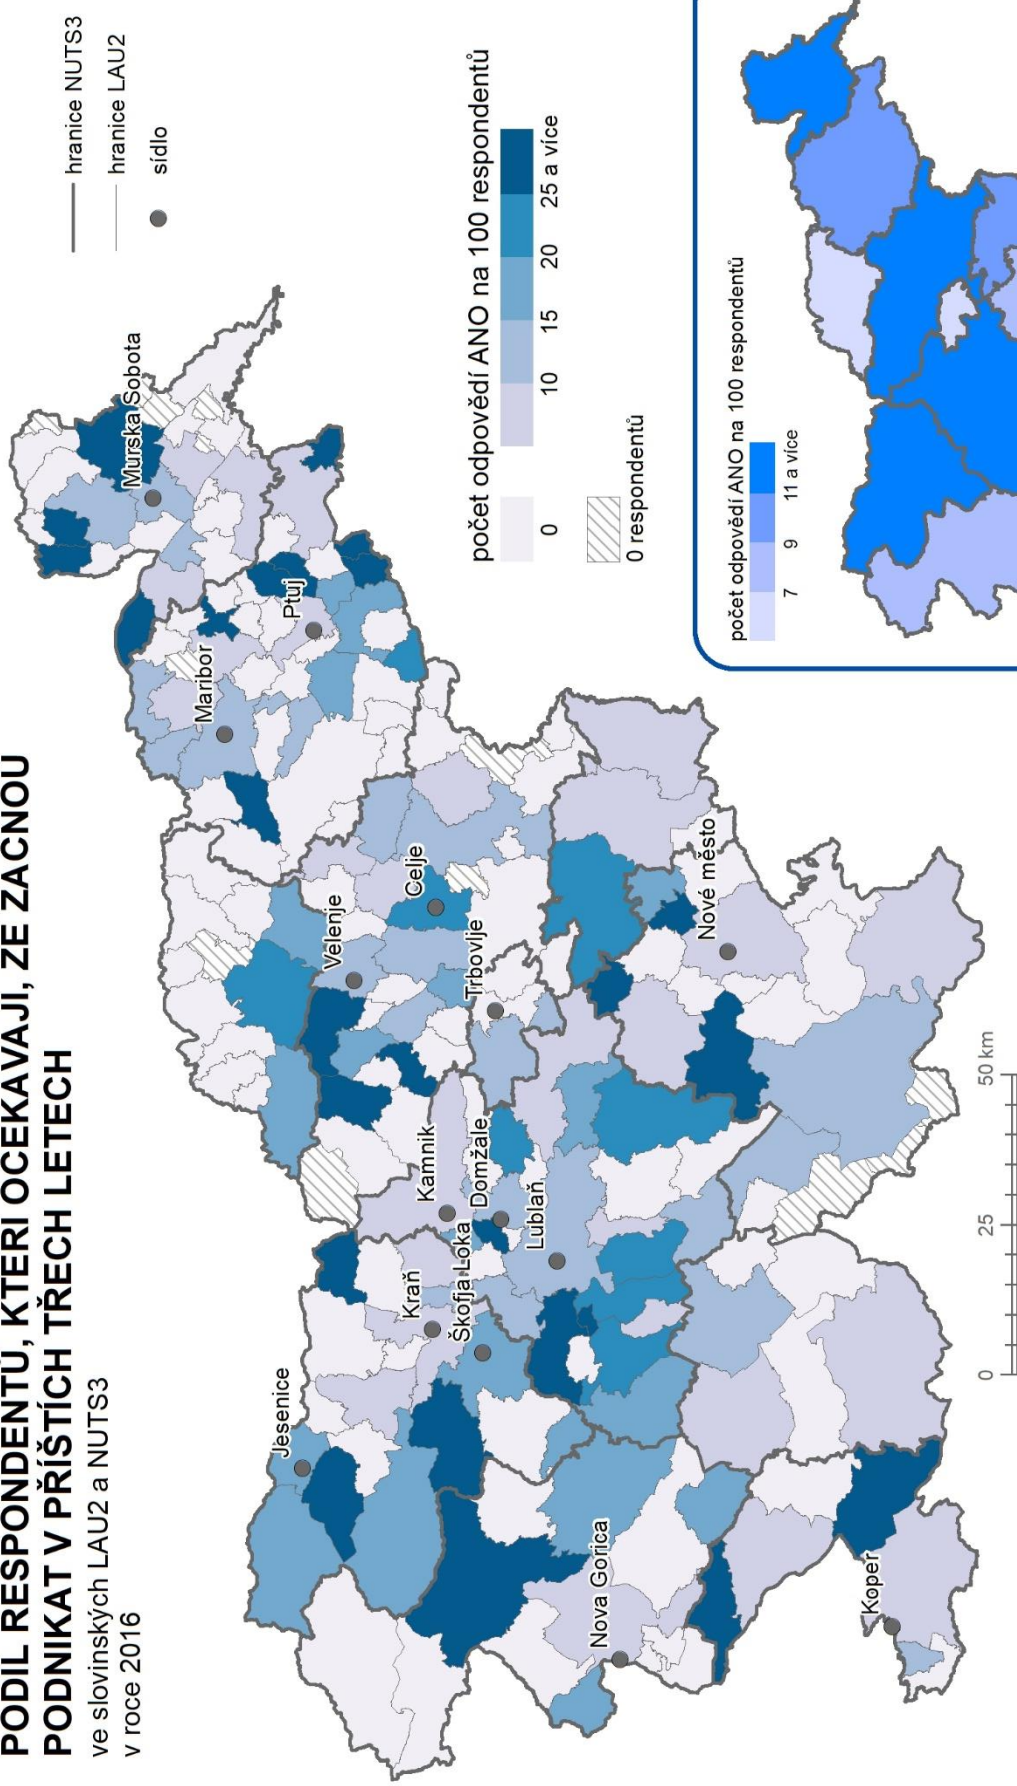 PODÍL RESPONDENTŮ, KTEŘÍ OČEKÁVAJÍ, ŽE ZAČNOU
PODNIKAT V PŘÍŠTÍCH TŘECH LETECH
ve slovinských LAU2 a NUTS3
v roce 2016
hranice NUTS3
hranice LAU2
sídlo
Murska Sobota
Maribor
Ptuj
Velenje
Celje
Trbovlje
Jesenice
Kamnik
Kraň
Domžale
Škofja Loka
Lublaň
Nové město
Nova Gorica
Koper
počet odpovědí ANO na 100 respondentů
0
10
15
20
25 a více
0 respondentů
počet odpovědí ANO na 100 respondentů
7
9
11 a více
0
25
50 km